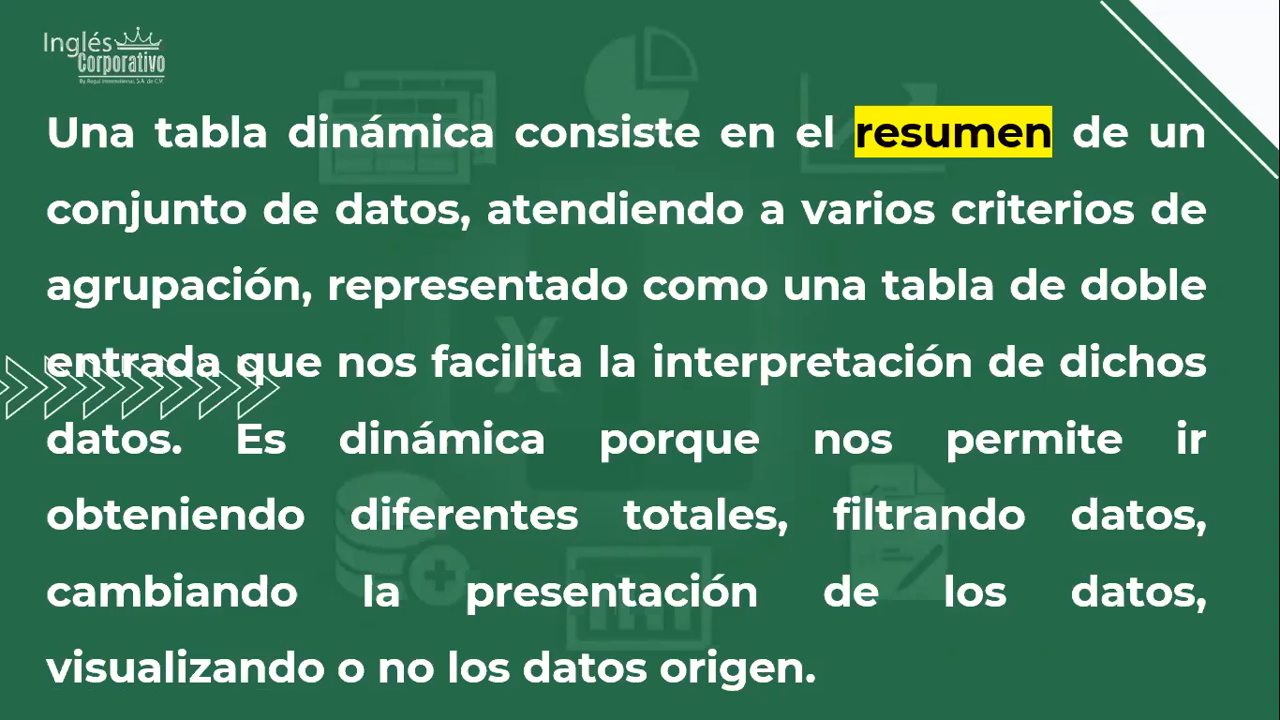 Inglés
Corporativo
Una tabla dinámica consiste en el resumen de un
conjunto de datos, atendiendo a varios criterios de
agrupación, representado como una tabla de doble
entrada que nos facilita la interpretación de dichos
datos. Es dinámica porque nos permite ir
obteniendo diferentes totales, filtrando datos,
cambiando la presentación de los datos,
visualizando o no los datos origen.
X